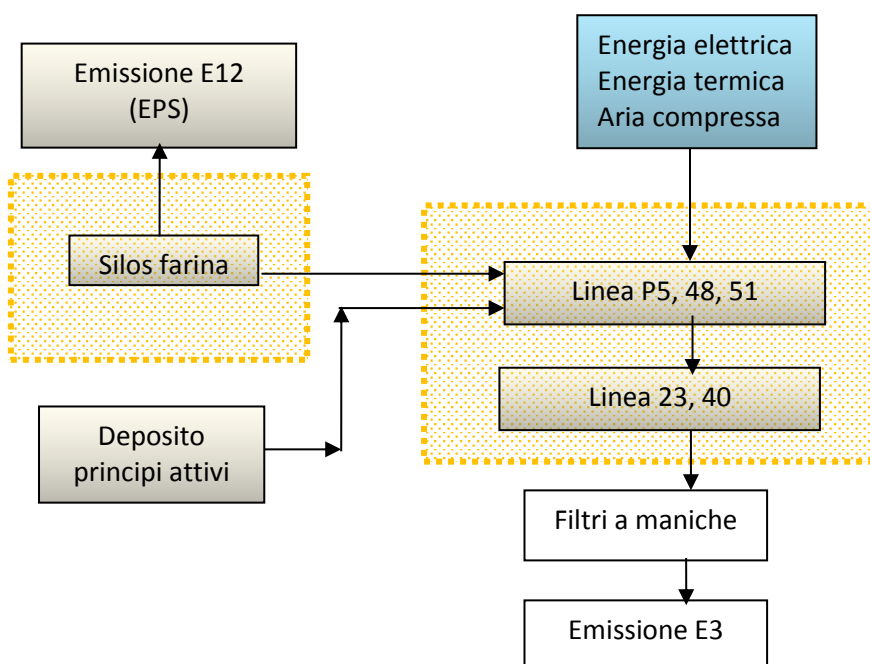 Emissione E12
(EPS)
Energia elettrica
Energia termica
Aria compressa
Silos farina
Linea P5, 48, 51
Linea 23, 40
Deposito
principi attivi
Filtri a maniche
Emissione E3